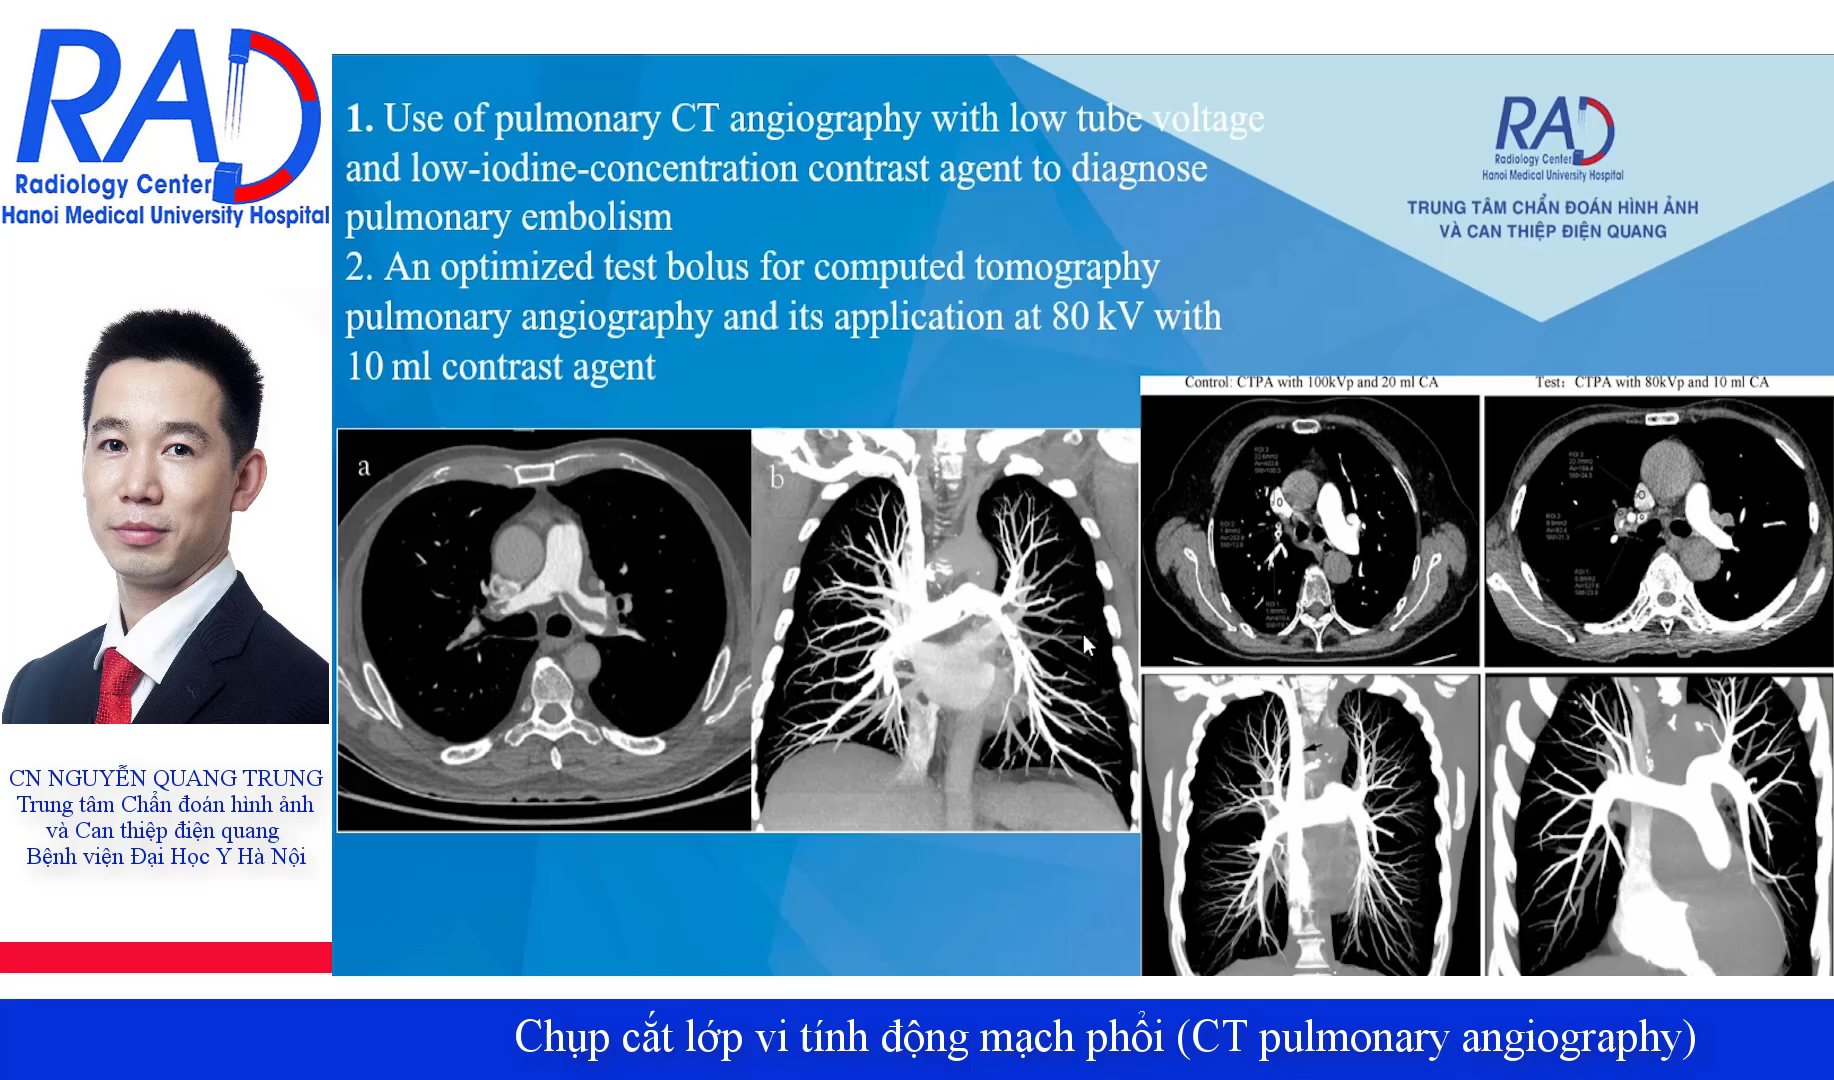 RAD
Radiology Center
Hanoi Medical University Hospital
CN NGUYỄN QUANG TRUNG
Trung tâm Chẩn đoán hình ảnh
và Can thiệp điện quang
Bệnh viện Đại Học Y Hà Nội
1. Use of pulmonary CT angiography with low tube voltage
and low-iodine-concentration contrast agent to diagnose
pulmonary embolism
2. An optimized test bolus for computed tomography
pulmonary angiography and its application at 80 kV with
10 ml contrast agent
RAD
Radiology Center
Hanoi Medical University Hospital
TRUNG TÂM CHẨN ĐOÁN HÌNH ẢNH
VÀ CAN THIỆP ĐIỆN QUANG
a
b
Control: CTPA with 100kVp and 20 ml CA
Test: CTPA with 80kVp and 10 ml CA
Chụp cắt lớp vi tính động mạch phổi (CT pulmonary angiography)